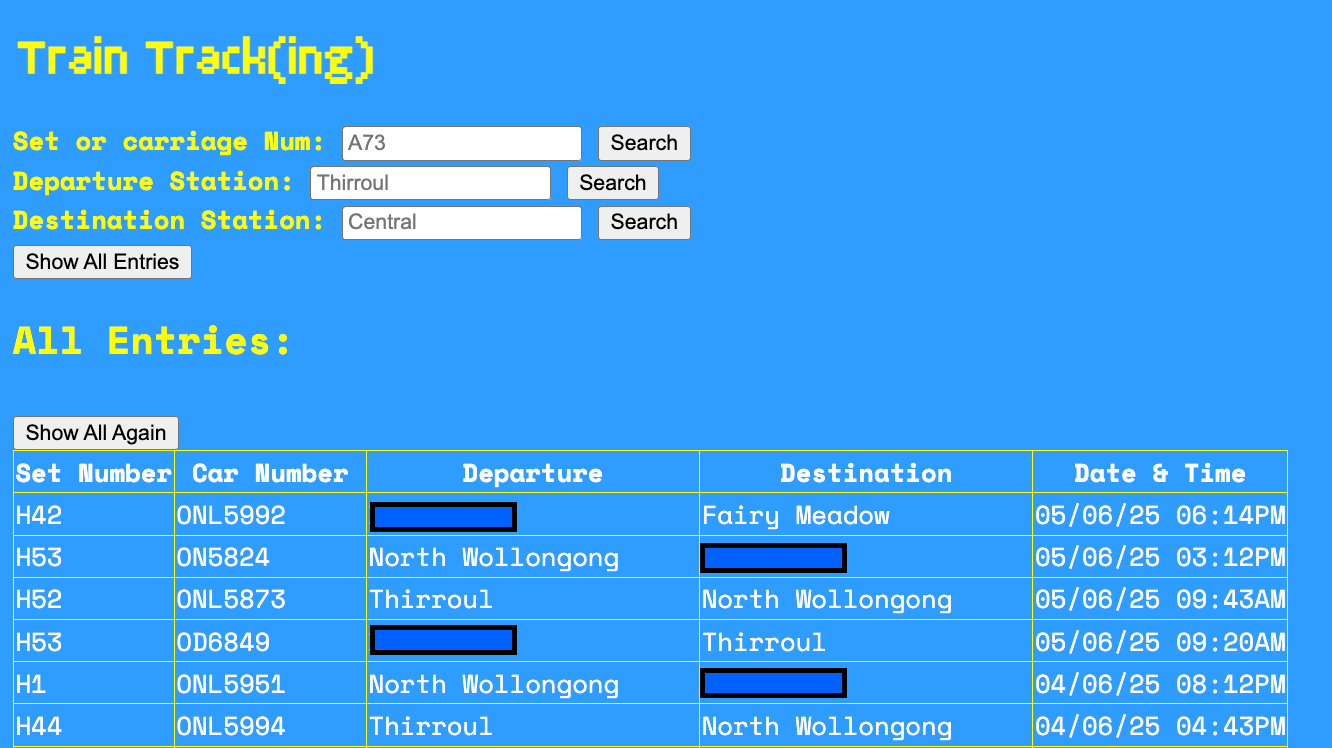 Train Track(ing)
Set or carriage Num: A73 Search
Departure Station: Thirroul Search
Destination Station: Central Search
Show All Entries
All Entries:
Show All Again
Set Number Car Number Departure Destination Date & Time
H42 ONL5992 Fairy Meadow 05/06/25 06:14PM
H53 ON5824 North Wollongong 05/06/25 03:12PM
H52 ONL5873 Thirroul North Wollongong 05/06/25 09:43AM
H53 OD6849 Thirroul 05/06/25 09:20AM
H1 ONL5951 North Wollongong 04/06/25 08:12PM
H44 ONL5994 Thirroul North Wollongong 04/06/25 04:43PM